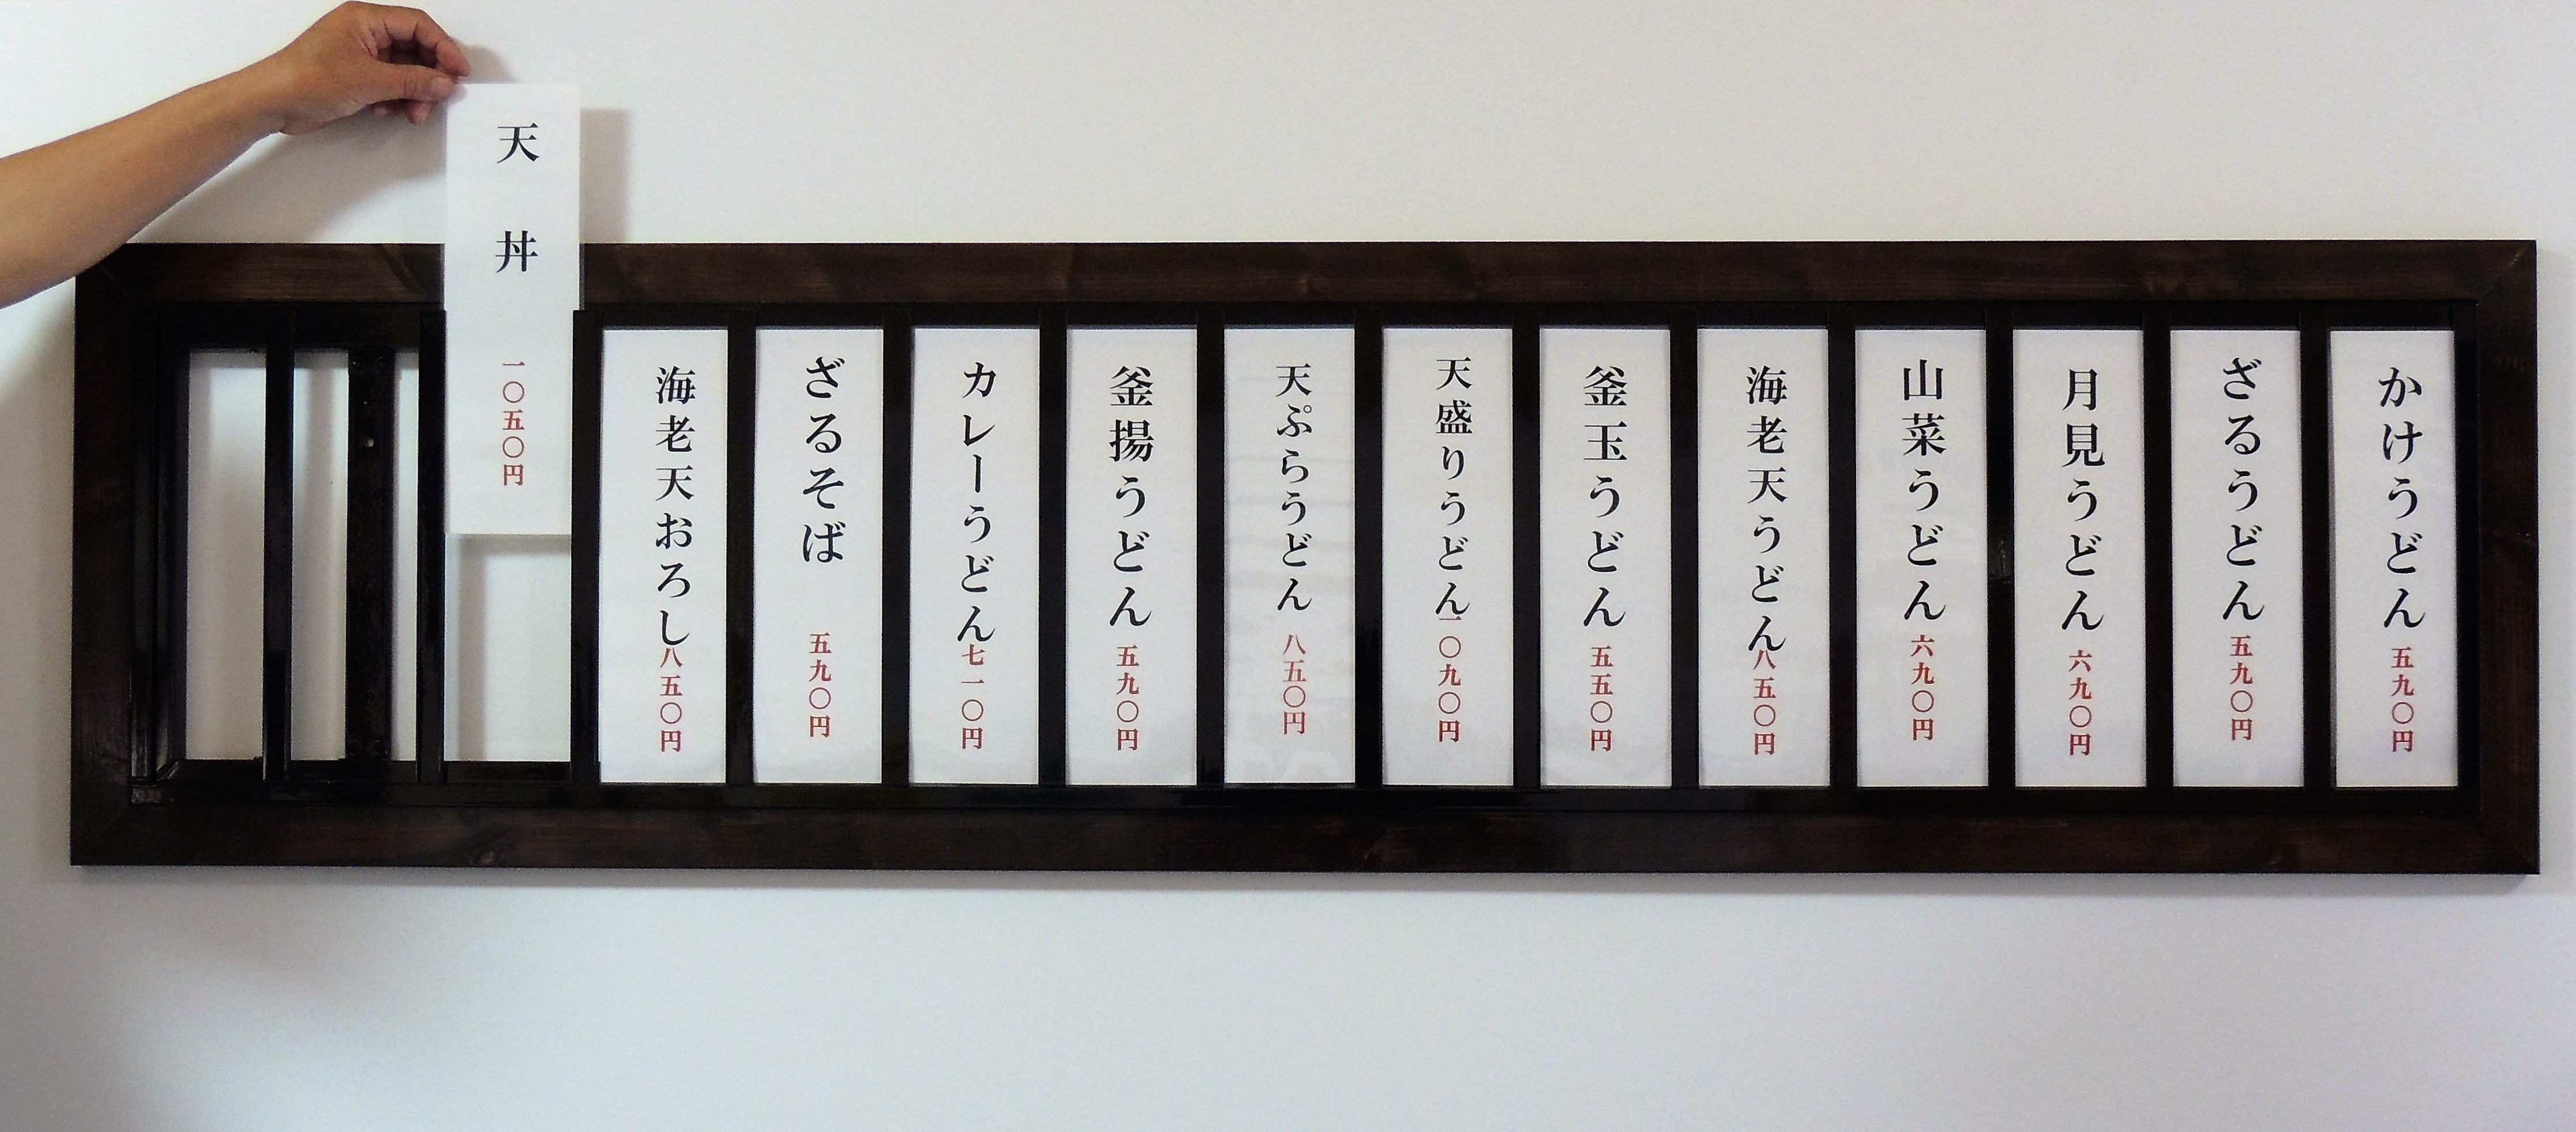 かけうどん 五九〇円
ざるうどん 五九〇円
月見うどん 六九〇円
山菜うどん 六九〇円
海老天うどん 八五〇円
釜玉うどん 五五〇円
天盛りうどん 一〇九〇円
天ぷらうどん 八五〇円
釜揚うどん 五九〇円
カレーうどん 七一〇円
ざるそば 五九〇円
海老天おろし 八五〇円
天丼 一〇五〇円